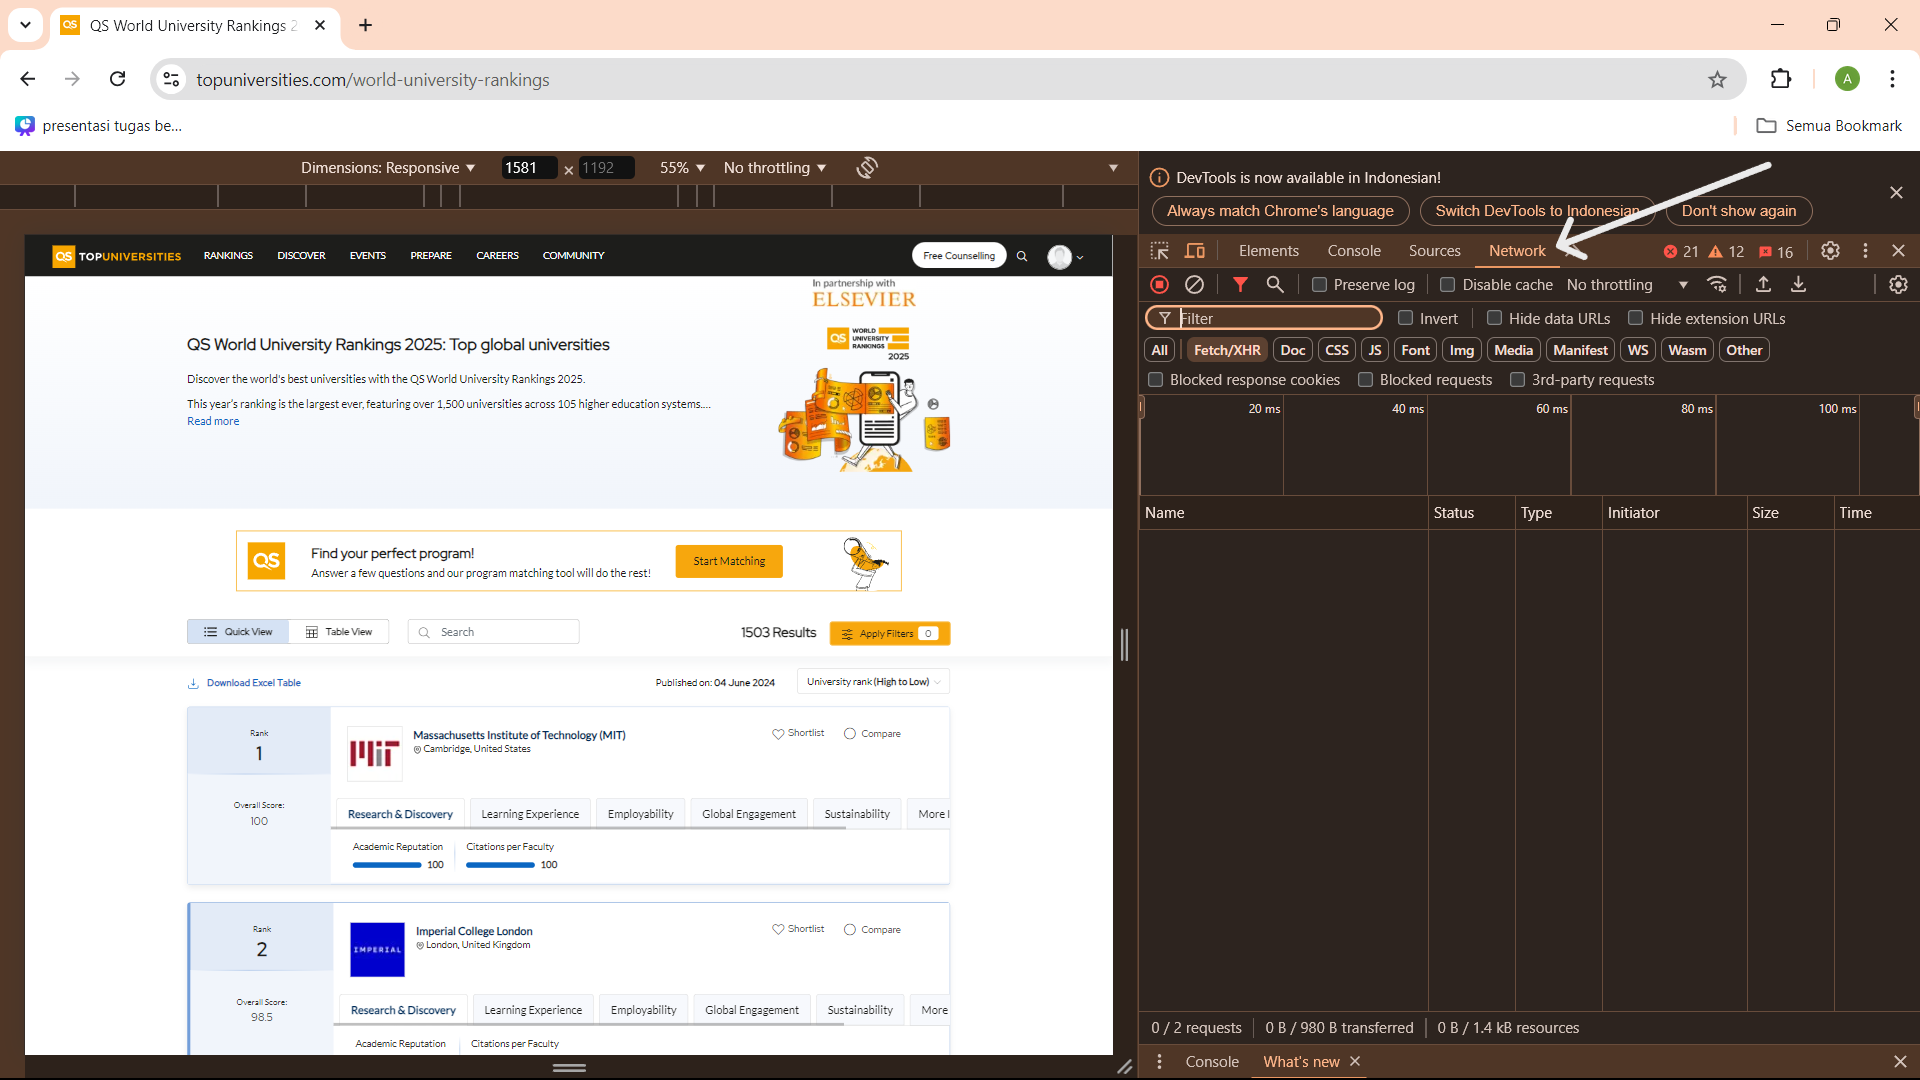 QS World University Rankings 2
topuniversities.com/world-university-rankings
A
presentasi tugas be...
Semua Bookmark
Dimensions: Responsive
1581 × 1192
55%
No throttling
DevTools is now available in Indonesian!
Always match Chrome's language
Switch DevTools to Indonesian
Don't show again
Elements
Console
Sources
Network
21
12
16
Preserve log
Disable cache
No throttling
Filter
Invert
Hide data URLs
Hide extension URLs
All
Fetch/XHR
Doc
CSS
JS
Font
Img
Media
Manifest
WS
Wasm
Other
Blocked response cookies
Blocked requests
3rd-party requests
20 ms
40 ms
60 ms
80 ms
100 ms
Name
Status
Type
Initiator
Size
Time
0 / 2 requests
0 B / 980 B transferred
0 B / 1.4 kB resources
Console
What's new
QS TOPUNIVERSITIES
RANKINGS
DISCOVER
EVENTS
PREPARE
CAREERS
COMMUNITY
Free Counselling
In partnership with
ELSEVIER
QS WORLD
UNIVERSITY
RANKINGS
2025
QS World University Rankings 2025: Top global universities
Discover the world's best universities with the QS World University Rankings 2025.
This year's ranking is the largest ever, featuring over 1,500 universities across 105 higher education systems....
Read more
QS
Find your perfect program!
Answer a few questions and our program matching tool will do the rest!
Start Matching
Quick View
Table View
Search
1503 Results
Apply Filters 0
Download Excel Table
Published on: 04 June 2024
University rank (High to Low)
Rank
1
Overall Score:
100
MiT
Massachusetts Institute of Technology (MIT)
Cambridge, United States
Shortlist
Compare
Research & Discovery
Learning Experience
Employability
Global Engagement
Sustainability
More I
Academic Reputation
100
Citations per Faculty
100
Rank
2
Overall Score:
98.5
IMPERIAL
Imperial College London
London, United Kingdom
Shortlist
Compare
Research & Discovery
Learning Experience
Employability
Global Engagement
Sustainability
More
Academic Reputation
Citations per Faculty